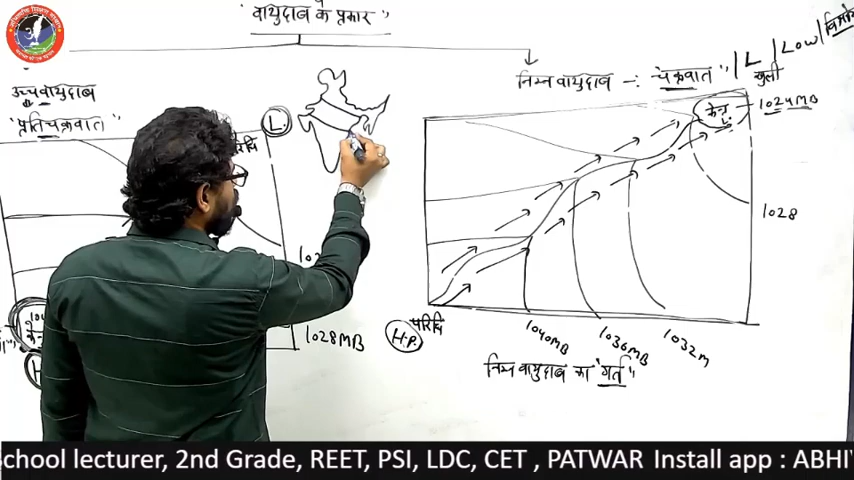 "वायुदाब के प्रकार"
उच्च वायुदाब
"प्रतिचक्रवात"
L
निम्न वायुदाब -: "चक्रवात" / L / Low /
केन्द्र
L
1024MB
1028
परिधि
H.P.
1040MB
1036MB
1032M
1028MB
निम्न वायुदाब का "गर्त"
H
chool lecturer, 2nd Grade, REET, PSI, LDC, CET , PATWAR Install app : ABHI